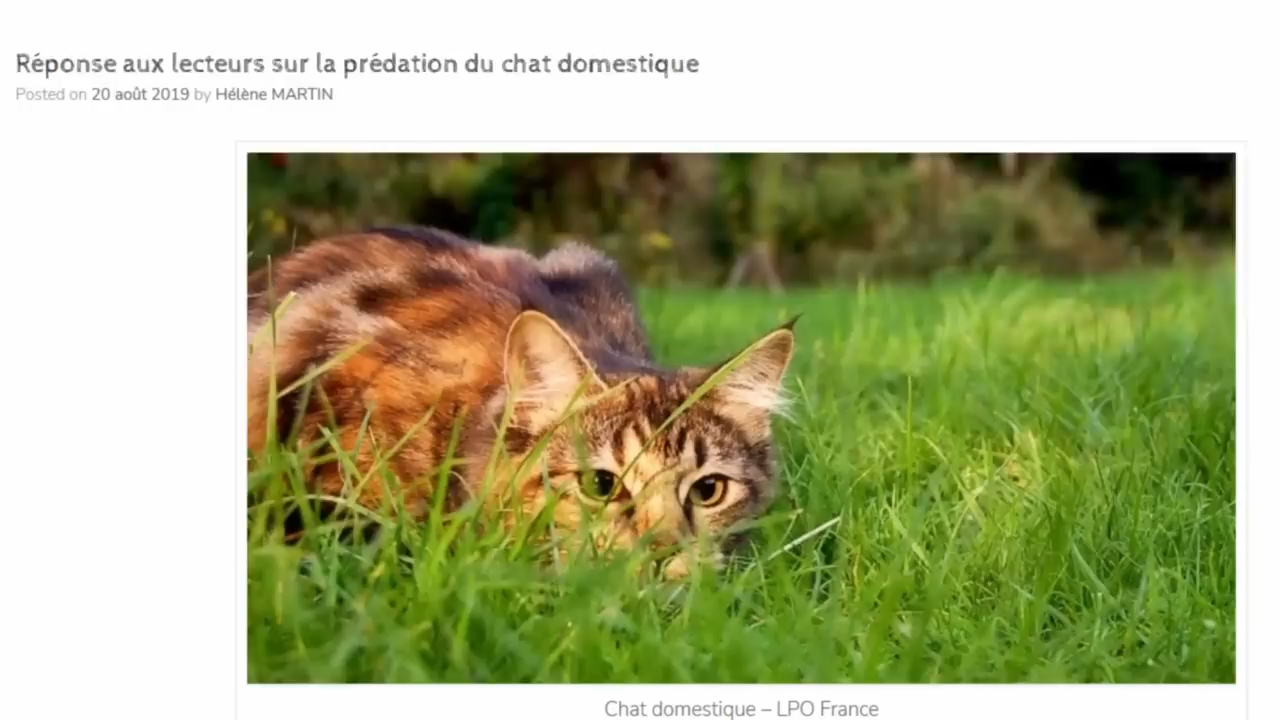 Réponse aux lecteurs sur la prédation du chat domestique
Posted on 20 août 2019 by Hélène MARTIN
Chat domestique – LPO France